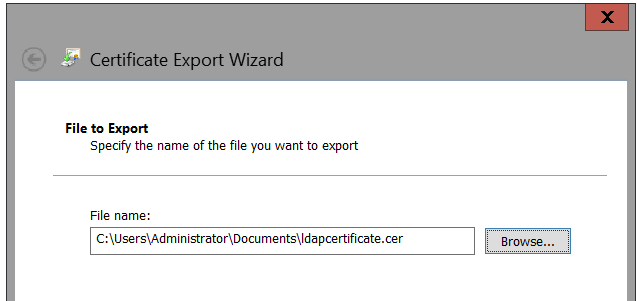 X
Certificate Export Wizard
File to Export
Specify the name of the file you want to export
File name:
C:\Users\Administrator\Documents\ldapcertificate.cer
Browse...